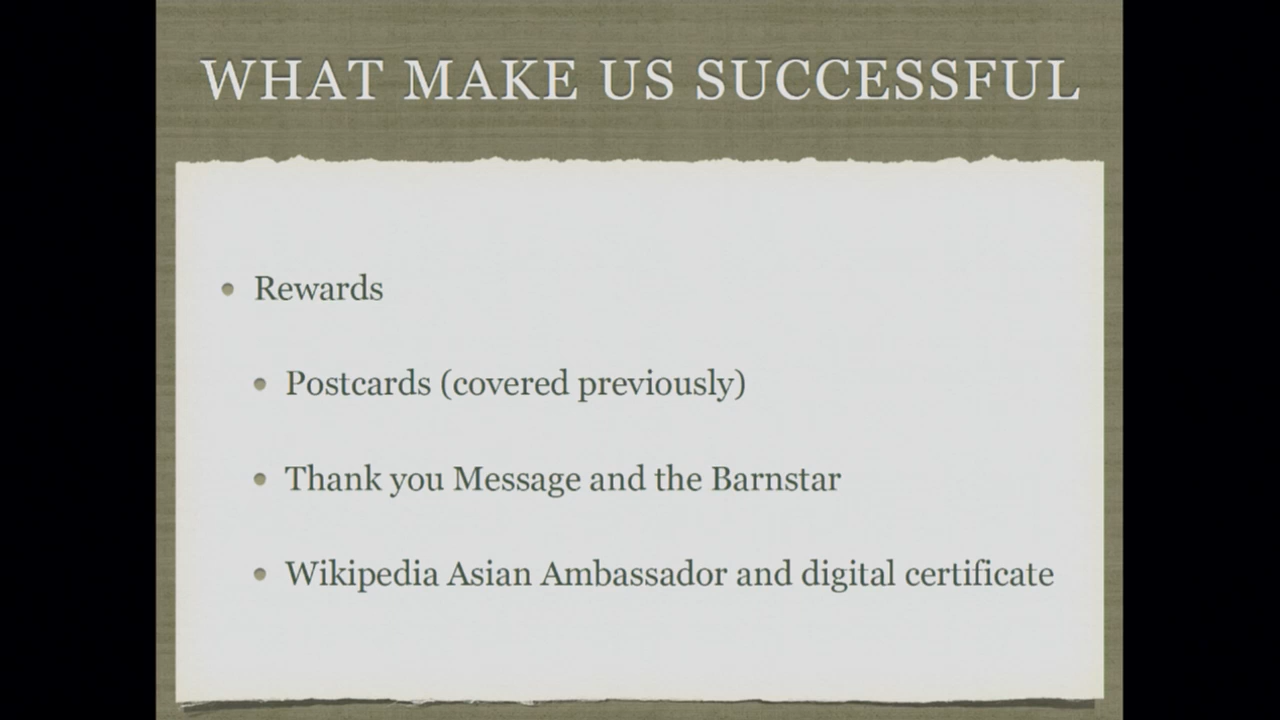 WHAT MAKE US SUCCESSFUL
• Rewards
• Postcards (covered previously)
• Thank you Message and the Barnstar
• Wikipedia Asian Ambassador and digital certificate